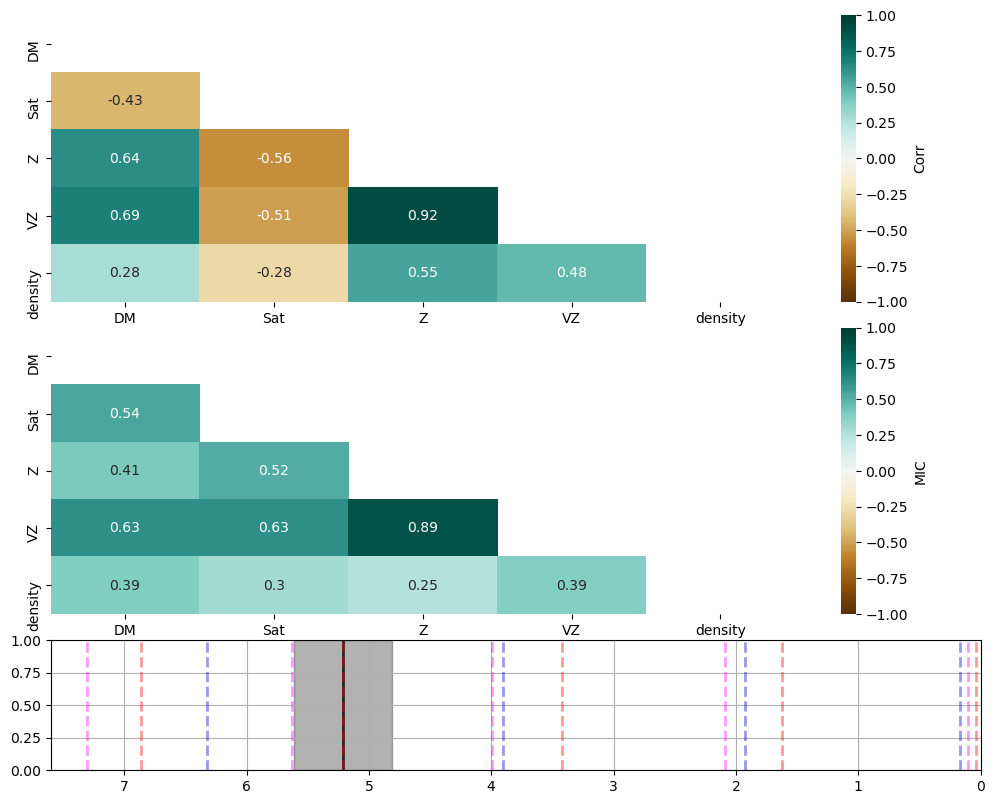 DM
Sat
Z
VZ
density
-0.43
0.64 -0.56
0.69 -0.51 0.92
0.28 -0.28 0.55 0.48
DM Sat Z VZ density
1.00
0.75
0.50
0.25
0.00
−0.25
−0.50
−0.75
−1.00
Corr
DM
Sat
Z
VZ
density
0.54
0.41 0.52
0.63 0.63 0.89
0.39 0.3 0.25 0.39
DM Sat Z VZ density
1.00
0.75
0.50
0.25
0.00
−0.25
−0.50
−0.75
−1.00
MIC
1.00
0.75
0.50
0.25
0.00
7 6 5 4 3 2 1 0